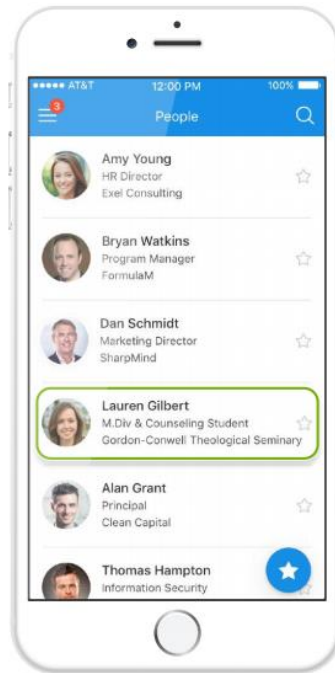 AT&T 12:00 PM 100%
3
People
Amy Young
HR Director
Exel Consulting
Bryan Watkins
Program Manager
FormulaM
Dan Schmidt
Marketing Director
SharpMind
Lauren Gilbert
M.Div & Counseling Student
Gordon-Conwell Theological Seminary
Alan Grant
Principal
Clean Capital
Thomas Hampton
Information Security